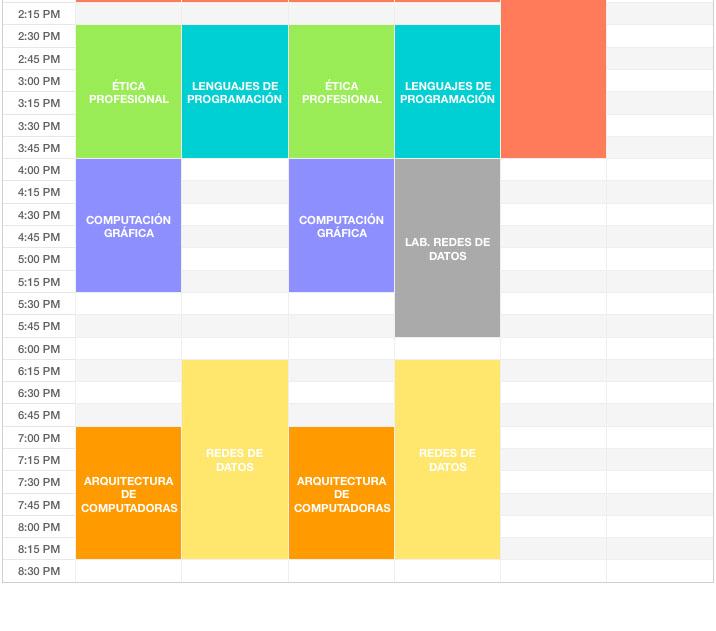 2:15 PM
2:30 PM
2:45 PM
3:00 PM
3:15 PM
3:30 PM
3:45 PM
4:00 PM
4:15 PM
4:30 PM
4:45 PM
5:00 PM
5:15 PM
5:30 PM
5:45 PM
6:00 PM
6:15 PM
6:30 PM
6:45 PM
7:00 PM
7:15 PM
7:30 PM
7:45 PM
8:00 PM
8:15 PM
8:30 PM
ÉTICA
PROFESIONAL
LENGUAJES DE
PROGRAMACIÓN
ÉTICA
PROFESIONAL
LENGUAJES DE
PROGRAMACIÓN
COMPUTACIÓN
GRÁFICA
COMPUTACIÓN
GRÁFICA
LAB. REDES DE
DATOS
ARQUITECTURA
DE
COMPUTADORAS
REDES DE
DATOS
ARQUITECTURA
DE
COMPUTADORAS
REDES DE
DATOS